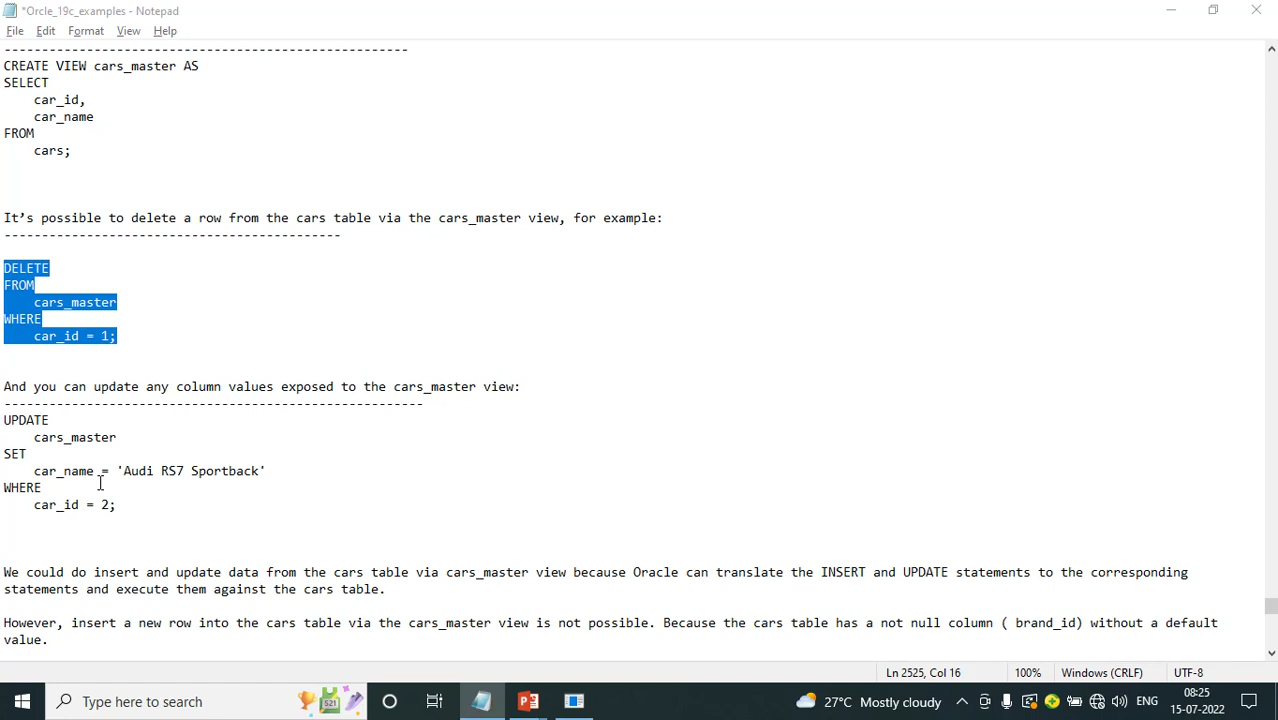 *Orcle_19c_examples - Notepad
File Edit Format View Help
-----------------------------------------------------
CREATE VIEW cars_master AS
SELECT
    car_id,
    car_name
FROM
    cars;
It’s possible to delete a row from the cars table via the cars_master view, for example:
--------------------------------------------
DELETE
FROM
    cars_master
WHERE
    car_id = 1;
And you can update any column values exposed to the cars_master view:
-------------------------------------------------------
UPDATE
    cars_master
SET
    car_name = 'Audi RS7 Sportback'
WHERE
    car_id = 2;
We could do insert and update data from the cars table via cars_master view because Oracle can translate the INSERT and UPDATE statements to the corresponding
statements and execute them against the cars table.
However, insert a new row into the cars table via the cars_master view is not possible. Because the cars table has a not null column ( brand_id) without a default
value.
Ln 2525, Col 16 100% Windows (CRLF) UTF-8
Type here to search 521 27°C Mostly cloudy ENG 08:25
15-07-2022